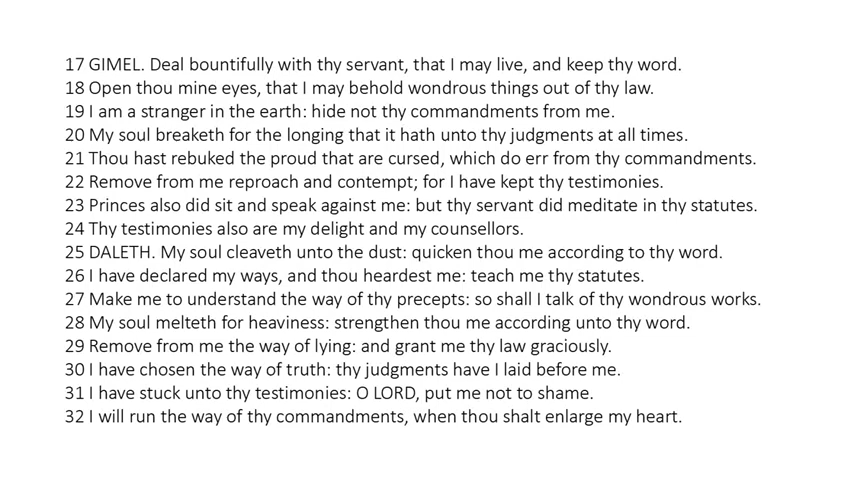 17 GIMEL. Deal bountifully with thy servant, that I may live, and keep thy word.
18 Open thou mine eyes, that I may behold wondrous things out of thy law.
19 I am a stranger in the earth: hide not thy commandments from me.
20 My soul breaketh for the longing that it hath unto thy judgments at all times.
21 Thou hast rebuked the proud that are cursed, which do err from thy commandments.
22 Remove from me reproach and contempt; for I have kept thy testimonies.
23 Princes also did sit and speak against me: but thy servant did meditate in thy statutes.
24 Thy testimonies also are my delight and my counsellors.
25 DALETH. My soul cleaveth unto the dust: quicken thou me according to thy word.
26 I have declared my ways, and thou heardest me: teach me thy statutes.
27 Make me to understand the way of thy precepts: so shall I talk of thy wondrous works.
28 My soul melteth for heaviness: strengthen thou me according unto thy word.
29 Remove from me the way of lying: and grant me thy law graciously.
30 I have chosen the way of truth: thy judgments have I laid before me.
31 I have stuck unto thy testimonies: O LORD, put me not to shame.
32 I will run the way of thy commandments, when thou shalt enlarge my heart.